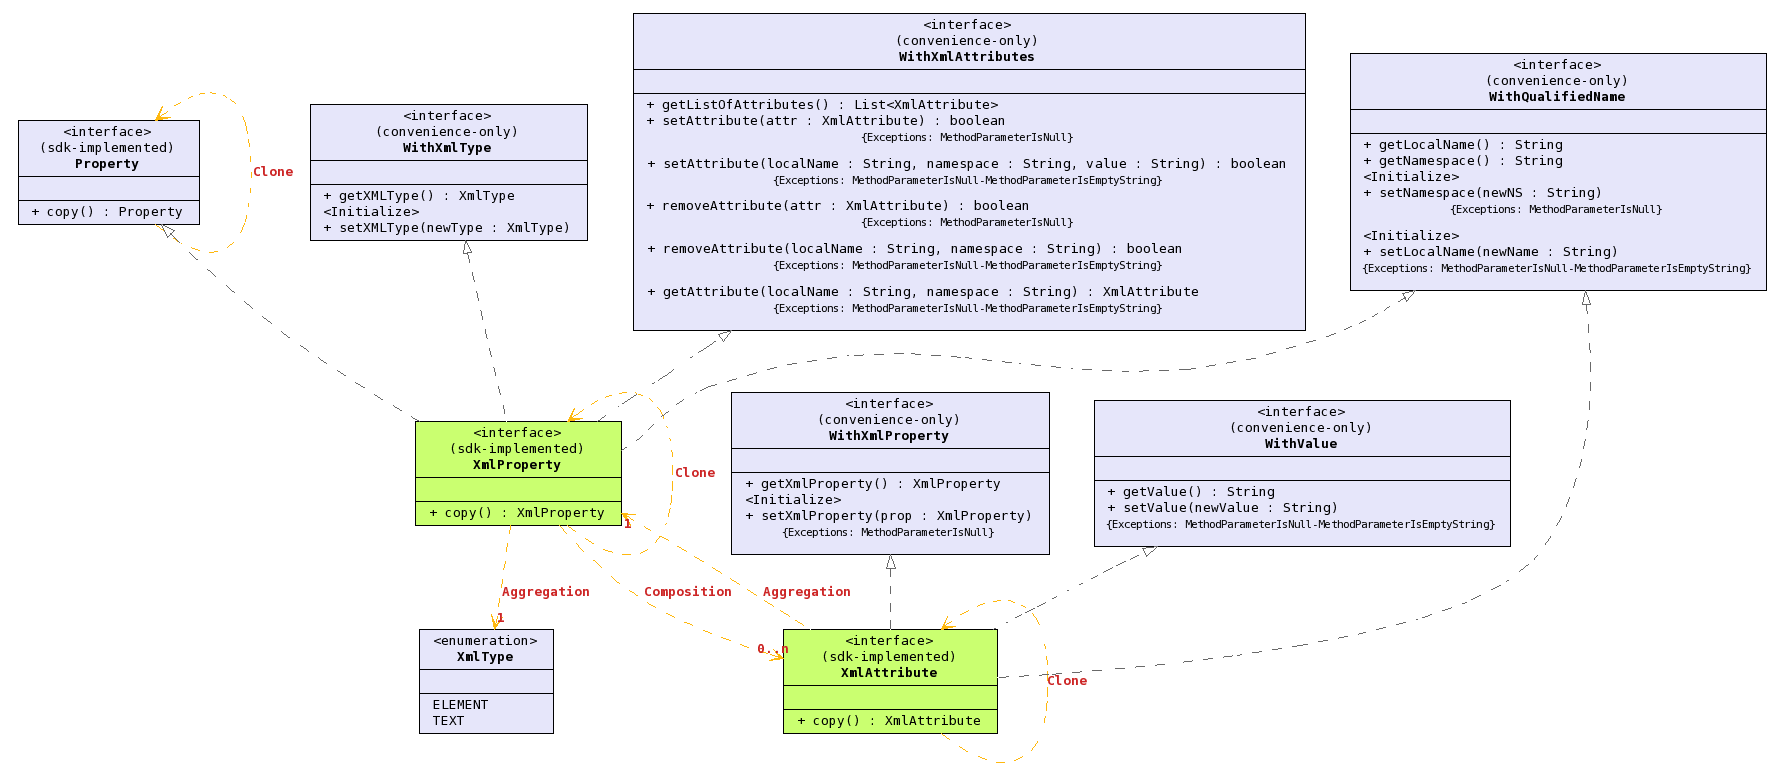 <interface>
(sdk-implemented)
Property
+ copy() : Property
Clone
<interface>
(convenience-only)
WithXmlType
+ getXMLType() : XmlType
<Initialize>
+ setXMLType(newType : XmlType)
<interface>
(convenience-only)
WithXmlAttributes
+ getListOfAttributes() : List<XmlAttribute>
+ setAttribute(attr : XmlAttribute) : boolean
{Exceptions: MethodParameterIsNull}
+ setAttribute(localName : String, namespace : String, value : String) : boolean
{Exceptions: MethodParameterIsNull-MethodParameterIsEmptyString}
+ removeAttribute(attr : XmlAttribute) : boolean
{Exceptions: MethodParameterIsNull}
+ removeAttribute(localName : String, namespace : String) : boolean
{Exceptions: MethodParameterIsNull-MethodParameterIsEmptyString}
+ getAttribute(localName : String, namespace : String) : XmlAttribute
{Exceptions: MethodParameterIsNull-MethodParameterIsEmptyString}
<interface>
(convenience-only)
WithQualifiedName
+ getLocalName() : String
+ getNamespace() : String
<Initialize>
+ setNamespace(newNS : String)
{Exceptions: MethodParameterIsNull}
<Initialize>
+ setLocalName(newName : String)
{Exceptions: MethodParameterIsNull-MethodParameterIsEmptyString}
<interface>
(sdk-implemented)
XmlProperty
+ copy() : XmlProperty
Clone
1
<interface>
(convenience-only)
WithXmlProperty
+ getXmlProperty() : XmlProperty
<Initialize>
+ setXmlProperty(prop : XmlProperty)
{Exceptions: MethodParameterIsNull}
<interface>
(convenience-only)
WithValue
+ getValue() : String
+ setValue(newValue : String)
{Exceptions: MethodParameterIsNull-MethodParameterIsEmptyString}
Aggregation
Composition
Aggregation
1
0..n
<enumeration>
XmlType
ELEMENT
TEXT
<interface>
(sdk-implemented)
XmlAttribute
+ copy() : XmlAttribute
Clone